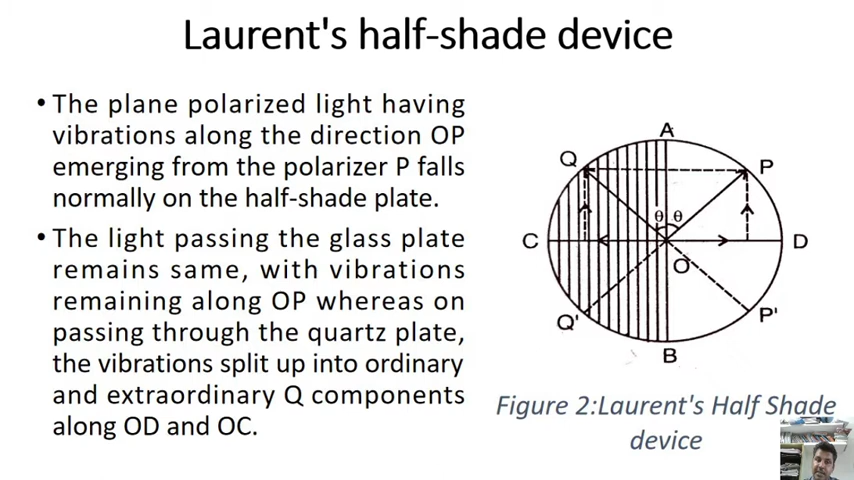 Laurent's half-shade device
• The plane polarized light having
vibrations along the direction OP
emerging from the polarizer P falls
normally on the half-shade plate.
• The light passing the glass plate
remains same, with vibrations
remaining along OP whereas on
passing through the quartz plate,
the vibrations split up into ordinary
and extraordinary Q components
along OD and OC.
A
Q
P
θ θ
C
D
O
Q'
P'
B
Figure 2:Laurent's Half Shade
device